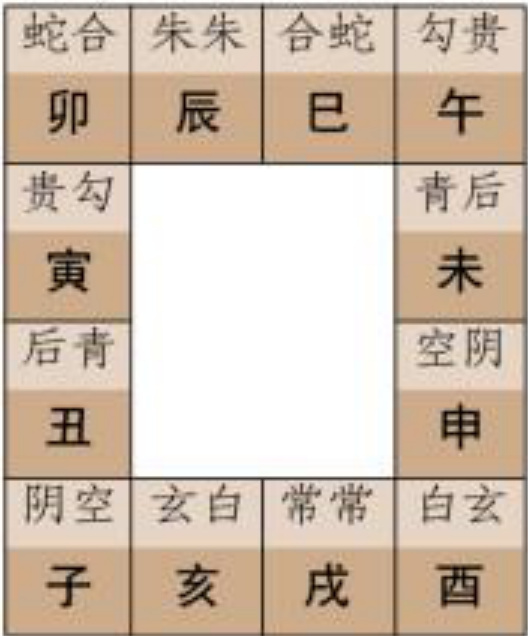 蛇合 朱朱 合蛇 勾贵
卯 辰 巳 午
贵勾 青后
寅 未
后青 空阴
丑 申
阴空 玄白 常常 白玄
子 亥 戌 酉